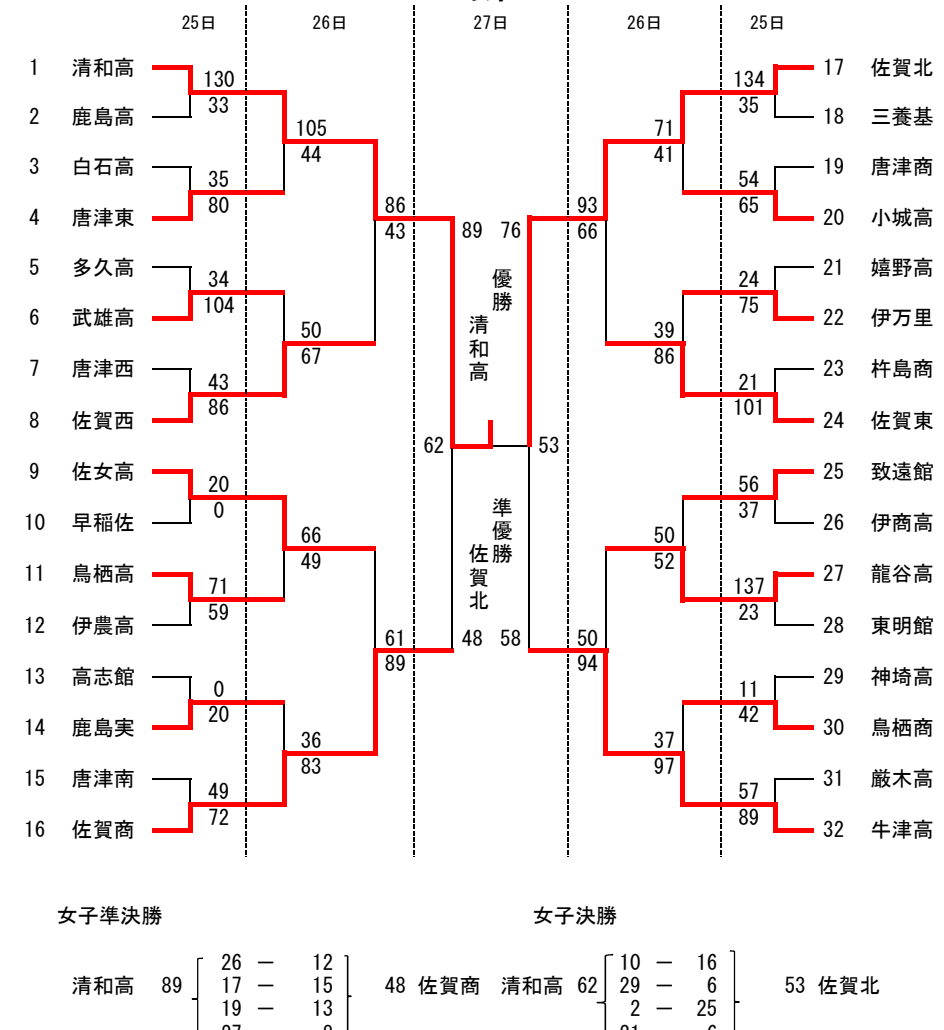 25日 26日 27日 26日 25日
1 清和高 130 134 17 佐賀北
33 35
2 鹿島高 105 71 18 三養基
44 41
3 白石高 35 54 19 唐津商
80 65
4 唐津東 86 89 76 93 20 小城高
43 66
5 多久高 34 24 21 嬉野高
104 75
6 武雄高 50 39 22 伊万里
67 86
7 唐津西 43 21 23 杵島商
86 101
8 佐賀西 24 佐賀東
優勝
清和高
62 53
9 佐女高 20 56 25 致遠館
0 37
10 早稲佐 66 50 26 伊商高
49 52
11 鳥栖高 71 137 27 龍谷高
59 23
12 伊農高 61 48 58 50 28 東明館
89 94
準優勝
佐賀北
13 高志館 0 11 29 神埼高
20 42
14 鹿島実 36 37 30 鳥栖商
83 97
15 唐津南 49 57 31 厳木高
72 89
16 佐賀商 32 牛津高
女子準決勝 女子決勝
26 － 12 10 － 16
清和高 89 17 － 15 48 佐賀商 清和高 62 29 － 6 53 佐賀北
19 － 13 2 － 25